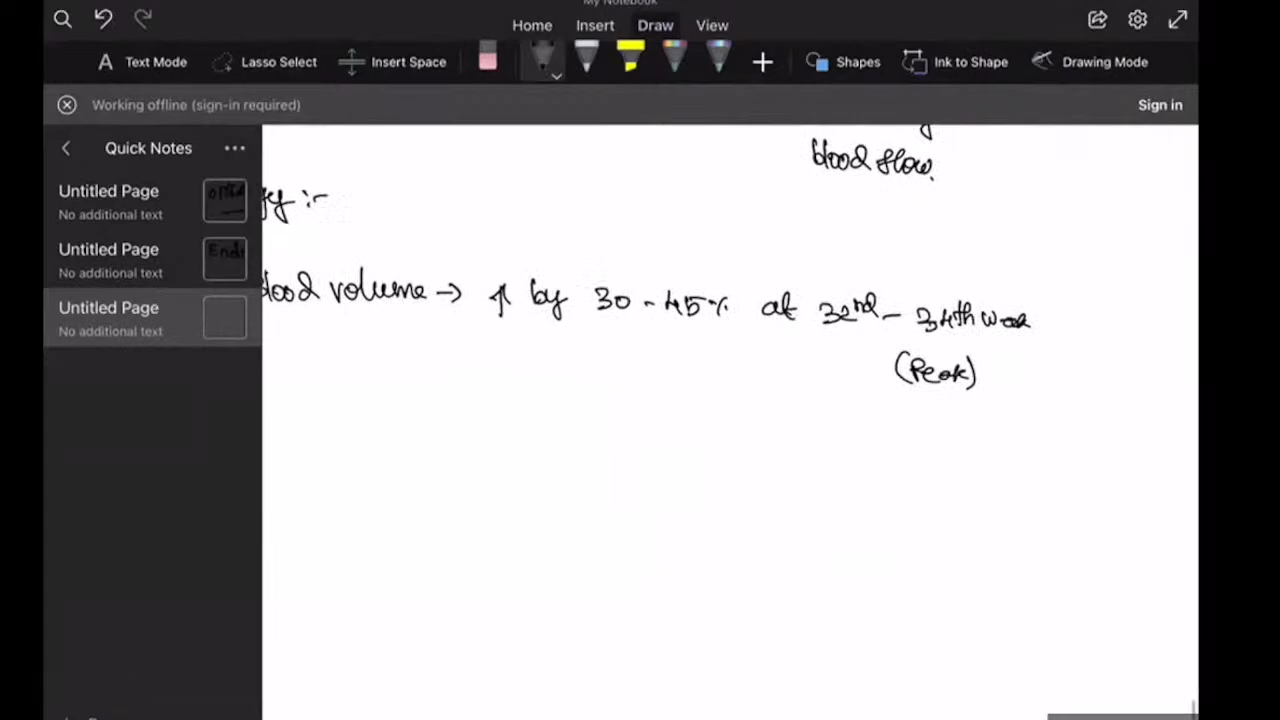 My Notebook
Home Insert Draw View
Text Mode Lasso Select Insert Space Shapes Ink to Shape Drawing Mode
Working offline (sign-in required) Sign in
Quick Notes
Untitled Page
No additional text
Untitled Page
No additional text
Untitled Page
No additional text
blood flow.
gy :-
blood volume → ↑ by 30 - 45% at 32nd - 34th
(Peak)